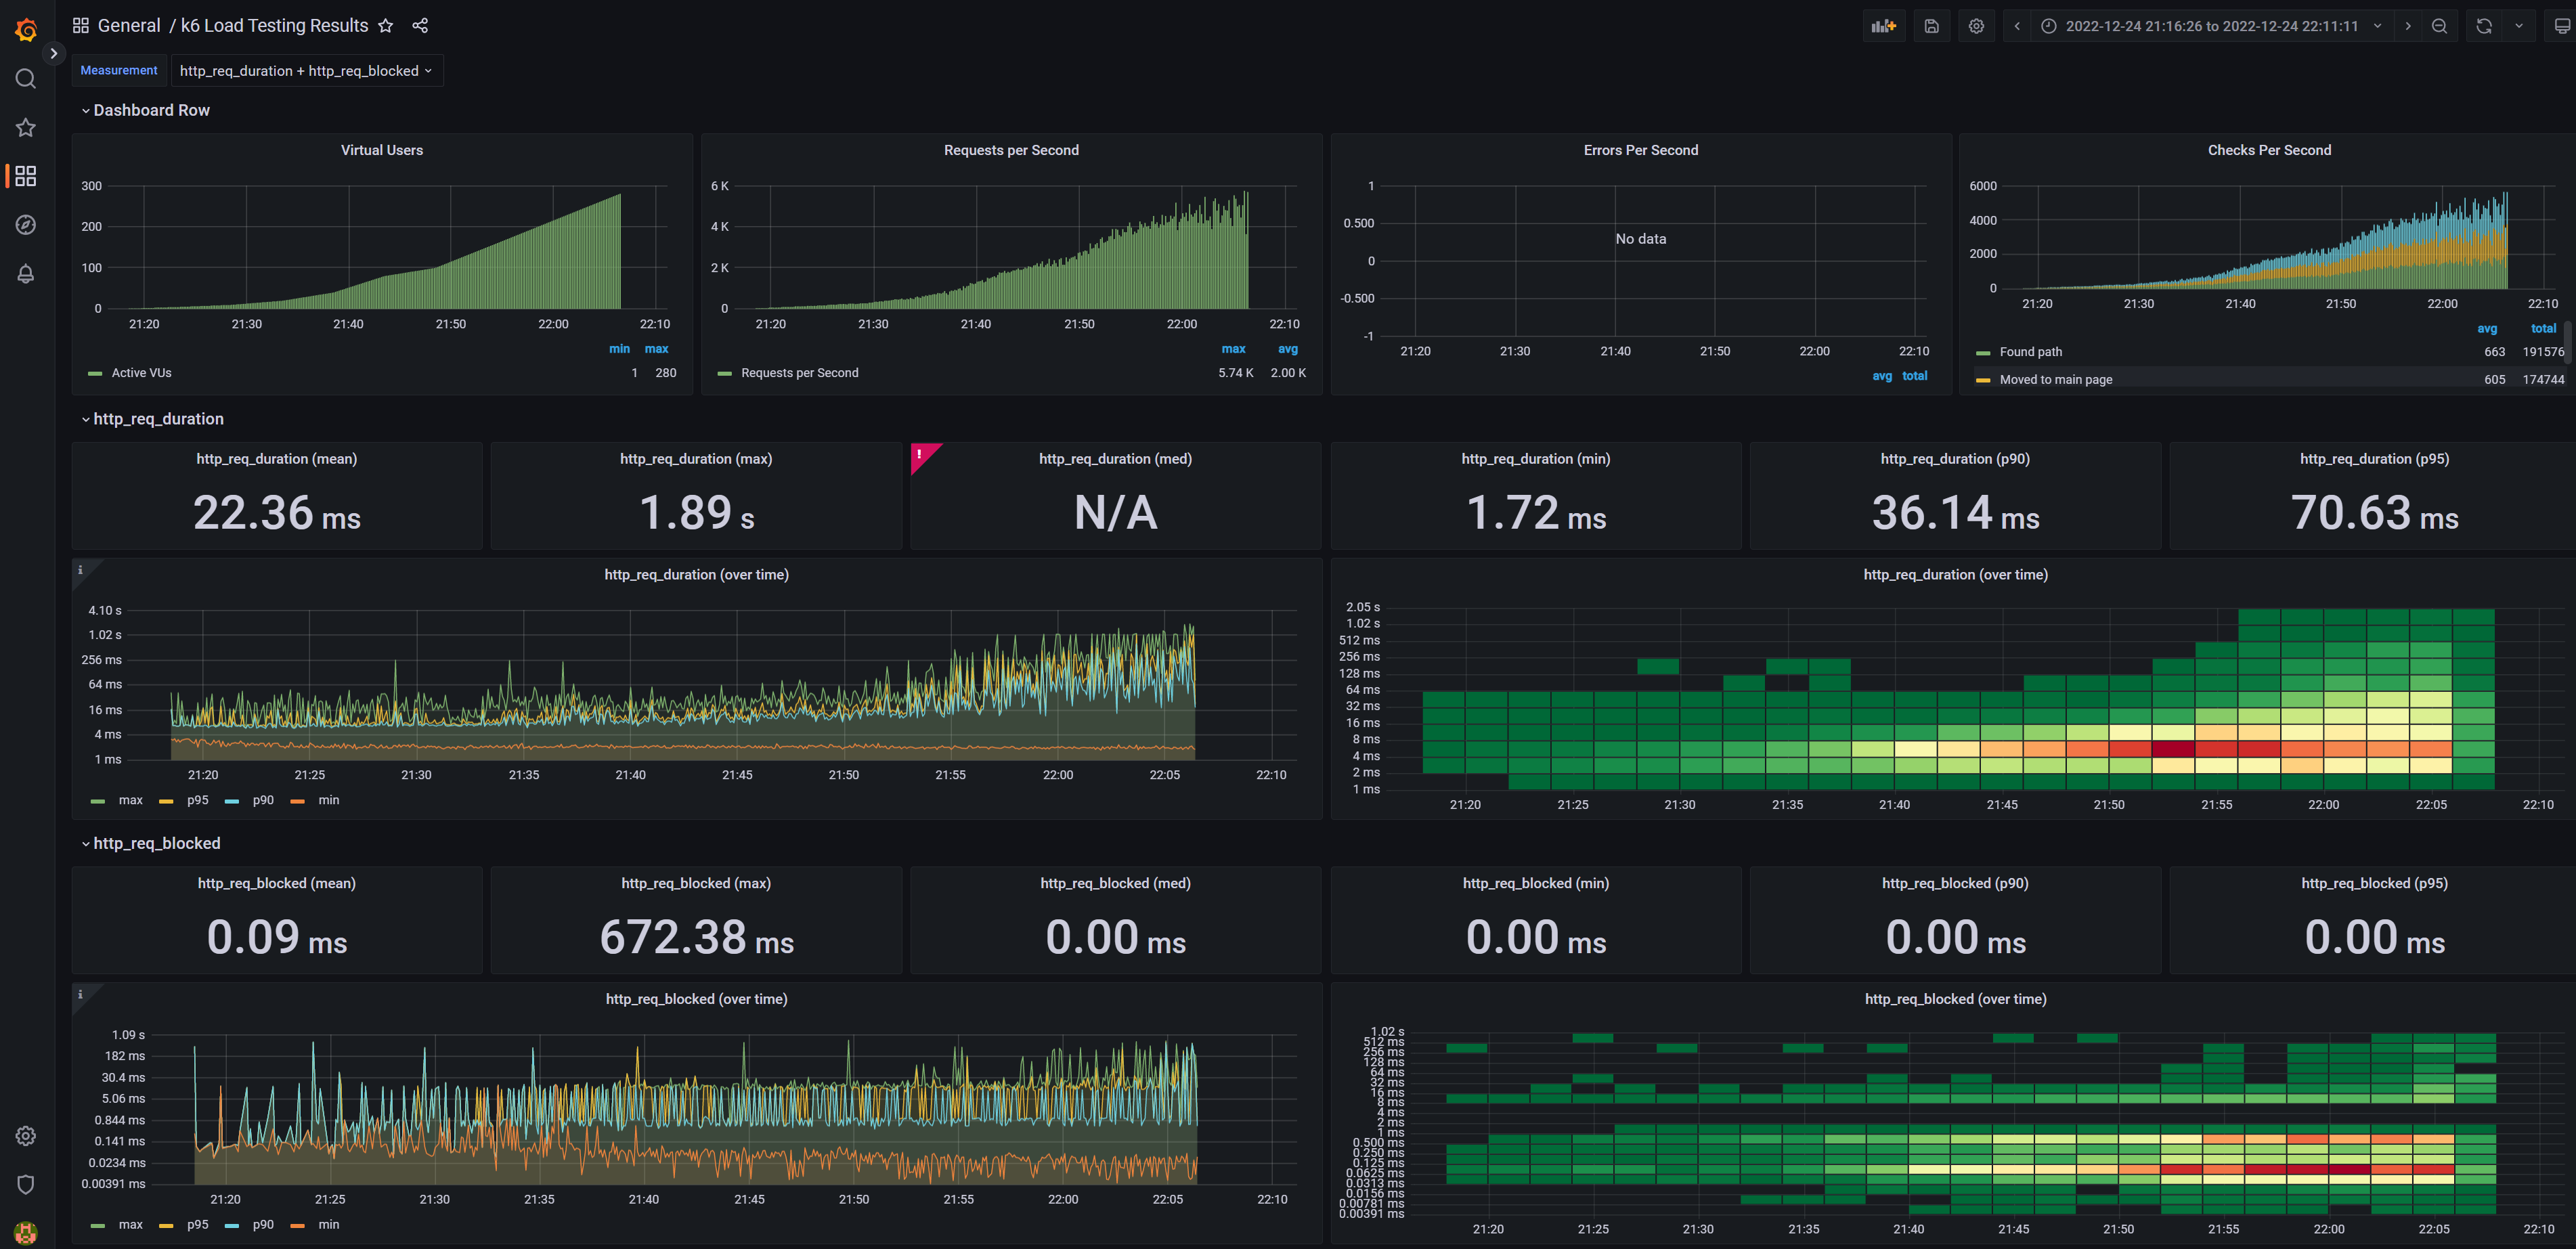 General / k6 Load Testing Results
2022-12-24 21:16:26 to 2022-12-24 22:11:11
Measurement http_req_duration + http_req_blocked
Dashboard Row
Virtual Users
300
200
100
0
21:20 21:30 21:40 21:50 22:00 22:10
min max
Active VUs 1 280
Requests per Second
6 K
4 K
2 K
0
21:20 21:30 21:40 21:50 22:00 22:10
max avg
Requests per Second 5.74 K 2.00 K
Errors Per Second
1
0.500
0
-0.500
-1
No data
21:20 21:30 21:40 21:50 22:00 22:10
avg total
Checks Per Second
6000
4000
2000
0
21:20 21:30 21:40 21:50 22:00 22:10
avg total
Found path 663 191576
Moved to main page 605 174744
http_req_duration
http_req_duration (mean)
22.36 ms
http_req_duration (max)
1.89 s
!
http_req_duration (med)
N/A
http_req_duration (min)
1.72 ms
http_req_duration (p90)
36.14 ms
http_req_duration (p95)
70.63 ms
i
http_req_duration (over time)
4.10 s
1.02 s
256 ms
64 ms
16 ms
4 ms
1 ms
21:20 21:25 21:30 21:35 21:40 21:45 21:50 21:55 22:00 22:05 22:10
max p95 p90 min
http_req_duration (over time)
2.05 s
1.02 s
512 ms
256 ms
128 ms
64 ms
32 ms
16 ms
8 ms
4 ms
2 ms
1 ms
21:20 21:25 21:30 21:35 21:40 21:45 21:50 21:55 22:00 22:05 22:10
http_req_blocked
http_req_blocked (mean)
0.09 ms
http_req_blocked (max)
672.38 ms
http_req_blocked (med)
0.00 ms
http_req_blocked (min)
0.00 ms
http_req_blocked (p90)
0.00 ms
http_req_blocked (p95)
0.00 ms
i
http_req_blocked (over time)
1.09 s
182 ms
30.4 ms
5.06 ms
0.844 ms
0.141 ms
0.0234 ms
0.00391 ms
21:20 21:25 21:30 21:35 21:40 21:45 21:50 21:55 22:00 22:05 22:10
max p95 p90 min
http_req_blocked (over time)
1.02 s
512 ms
256 ms
128 ms
64 ms
32 ms
16 ms
8 ms
4 ms
2 ms
1 ms
0.500 ms
0.250 ms
0.125 ms
0.0625 ms
0.0313 ms
0.0156 ms
0.00781 ms
0.00391 ms
21:20 21:25 21:30 21:35 21:40 21:45 21:50 21:55 22:00 22:05 22:10